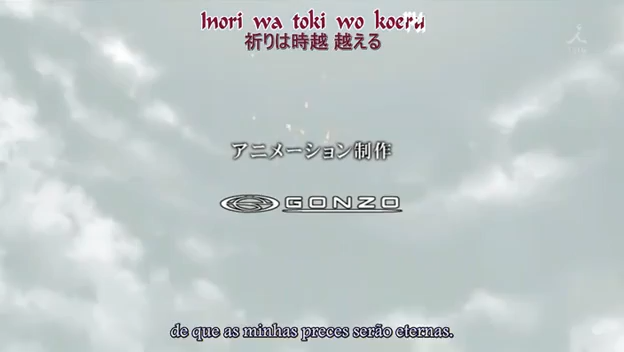 Inori wa toki wo koeru
祈りは時越 越える
アニメーション制作
GONZO
de que as minhas preces serão eternas.